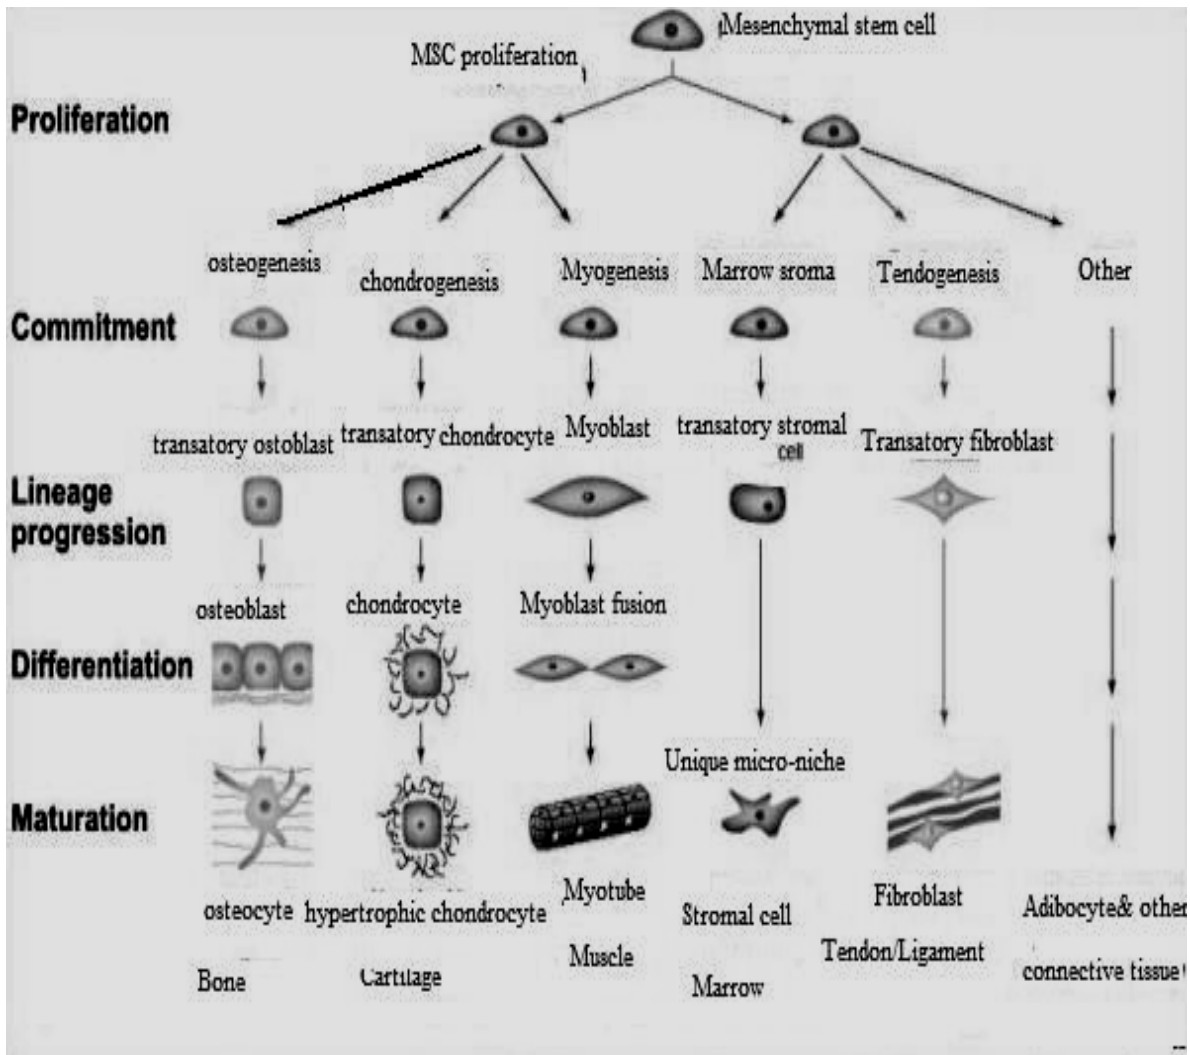 Mesenchymal stem cell
MSC proliferation
Proliferation
osteogenesis
chondrogenesis
Myogenesis
Marrow sroma
Tendogenesis
Other
Commitment
transatory ostoblast
transatory chondrocyte
Myoblast
transatory stromal
cell
Transatory fibroblast
Lineage
progression
osteoblast
chondrocyte
Myoblast fusion
Differentiation
Unique micro-niche
Maturation
osteocyte
hypertrophic chondrocyte
Myotube
Stromal cell
Fibroblast
Adibocyte& other
connective tissue
Bone
Cartilage
Muscle
Marrow
Tendon/Ligament